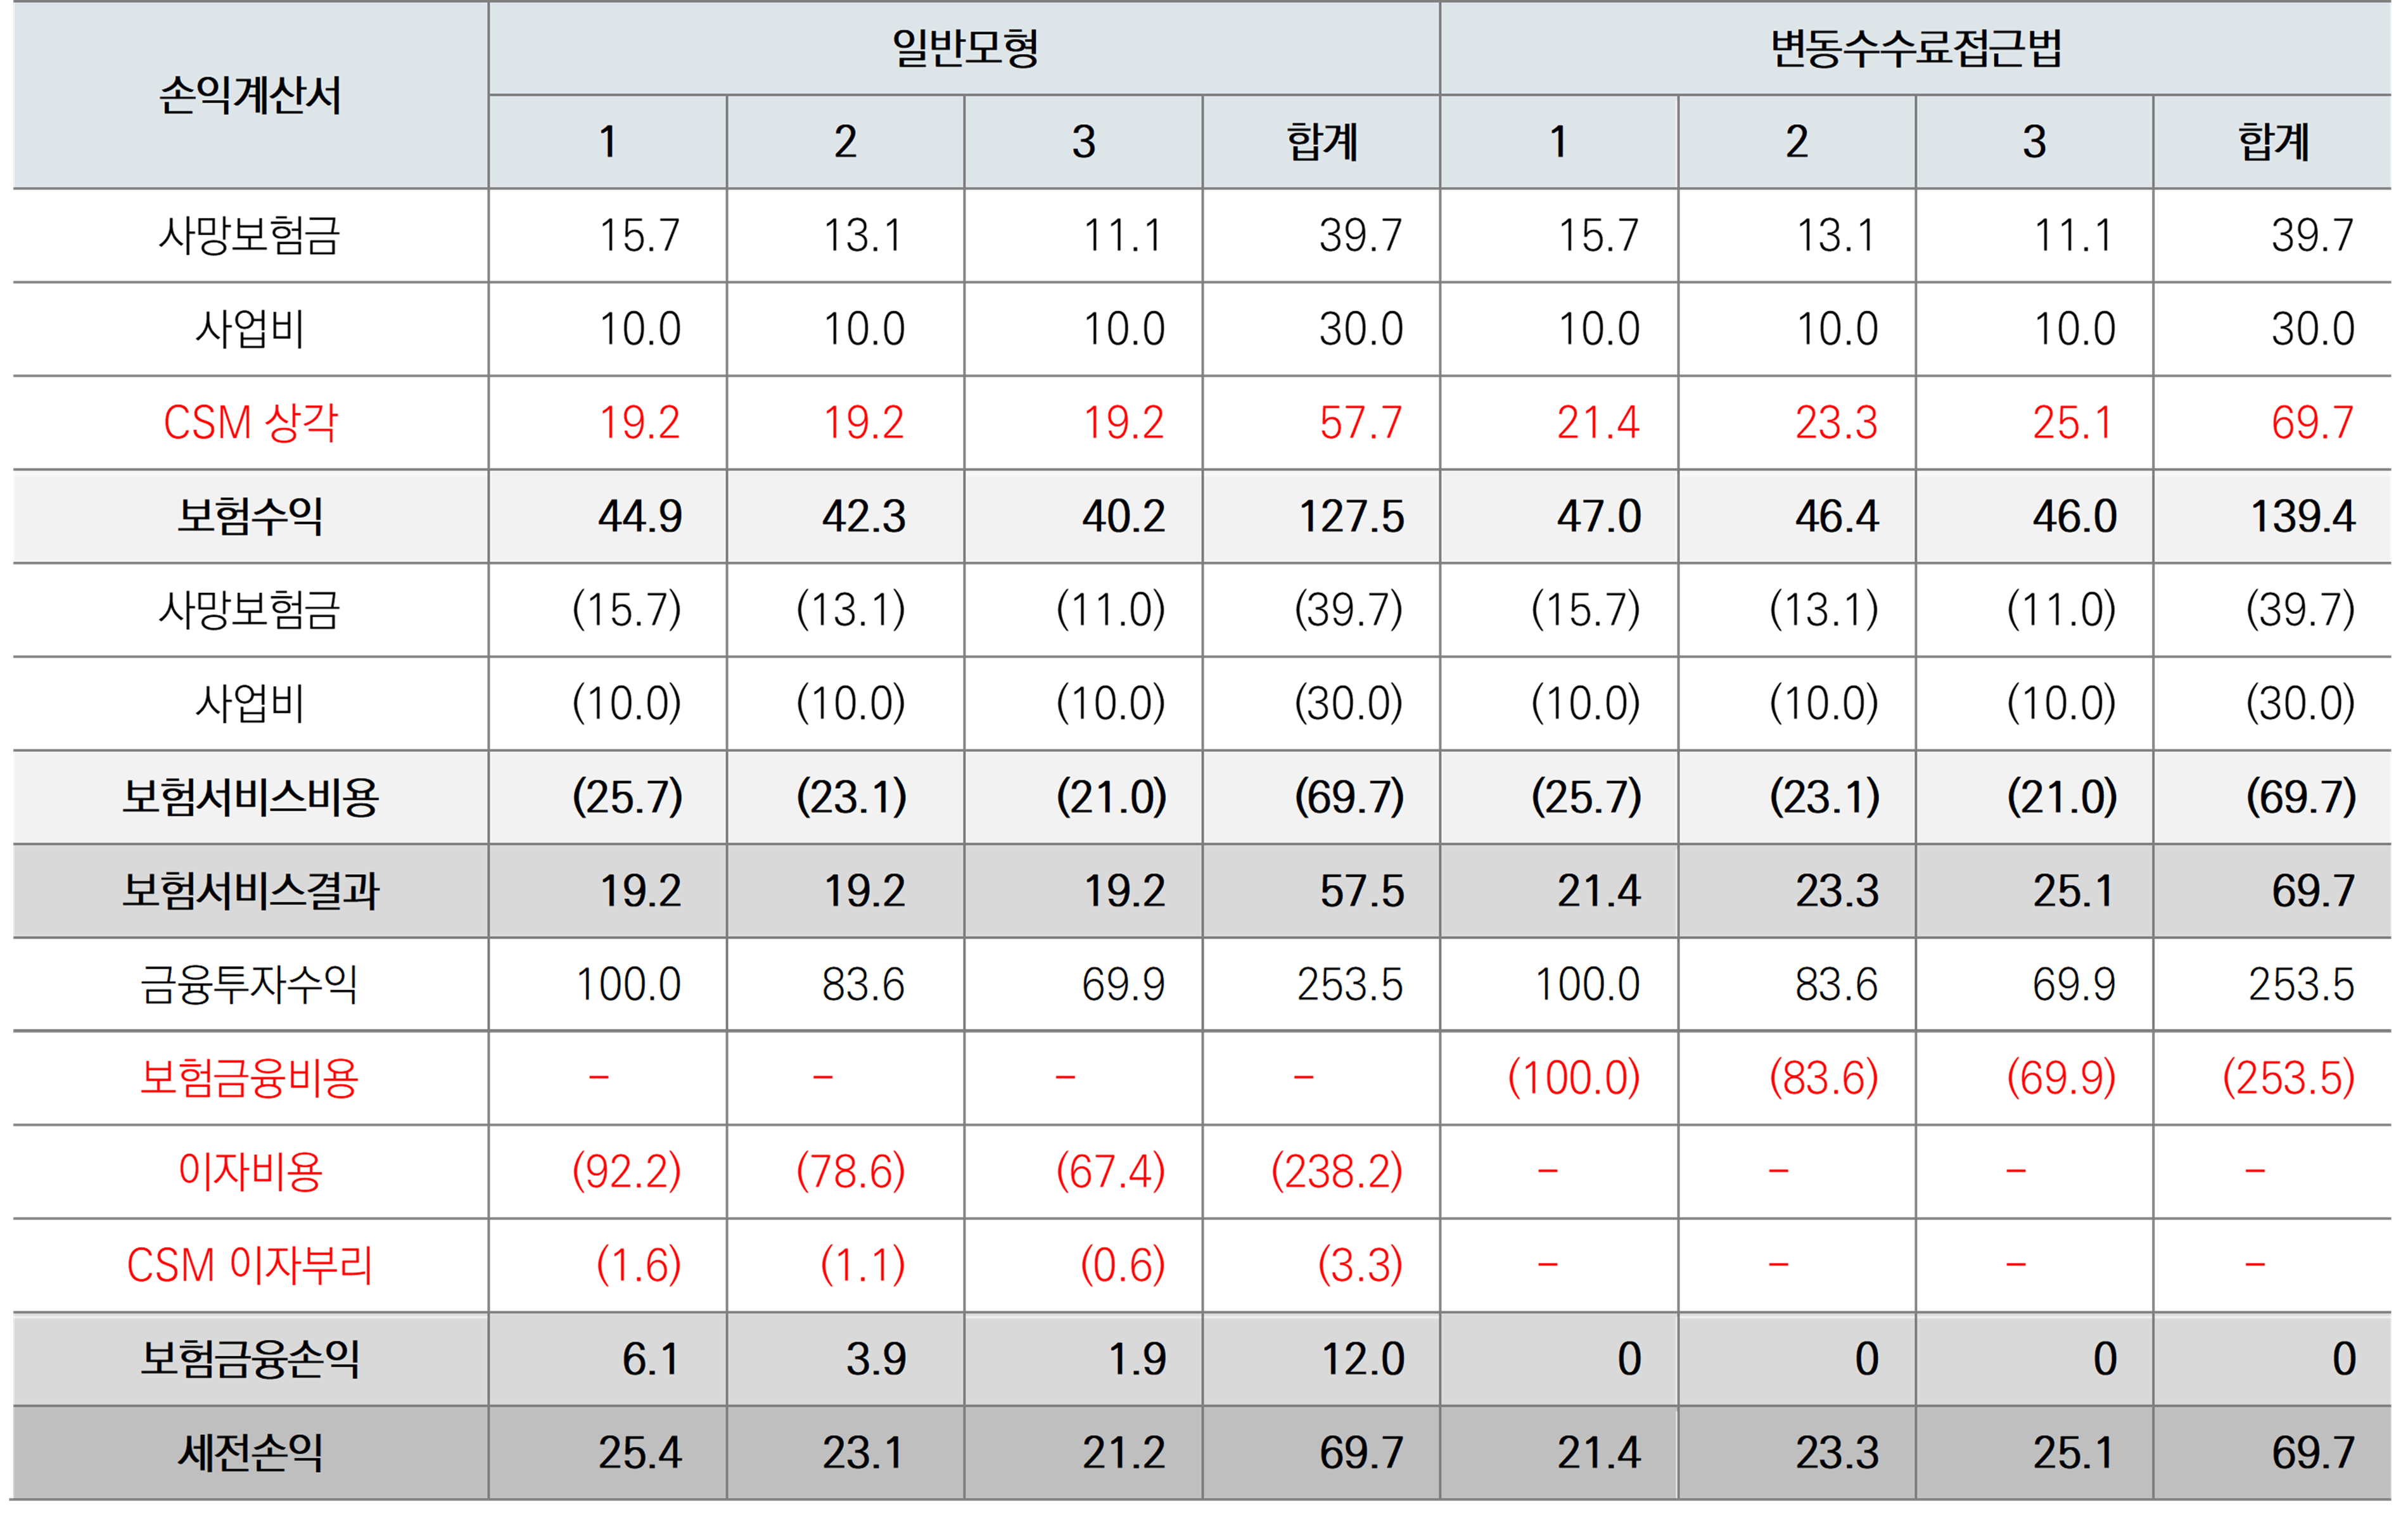 손익계산서 일반모형 변동수수료접근법
1 2 3 합계 1 2 3 합계
사망보험금 15.7 13.1 11.1 39.7 15.7 13.1 11.1 39.7
사업비 10.0 10.0 10.0 30.0 10.0 10.0 10.0 30.0
CSM 상각 19.2 19.2 19.2 57.7 21.4 23.3 25.1 69.7
보험수익 44.9 42.3 40.2 127.5 47.0 46.4 46.0 139.4
사망보험금 (15.7) (13.1) (11.0) (39.7) (15.7) (13.1) (11.0) (39.7)
사업비 (10.0) (10.0) (10.0) (30.0) (10.0) (10.0) (10.0) (30.0)
보험서비스비용 (25.7) (23.1) (21.0) (69.7) (25.7) (23.1) (21.0) (69.7)
보험서비스결과 19.2 19.2 19.2 57.5 21.4 23.3 25.1 69.7
금융투자수익 100.0 83.6 69.9 253.5 100.0 83.6 69.9 253.5
보험금융비용 – – – – (100.0) (83.6) (69.9) (253.5)
이자비용 (92.2) (78.6) (67.4) (238.2) – – – –
CSM 이자부리 (1.6) (1.1) (0.6) (3.3) – – – –
보험금융손익 6.1 3.9 1.9 12.0 0 0 0 0
세전손익 25.4 23.1 21.2 69.7 21.4 23.3 25.1 69.7